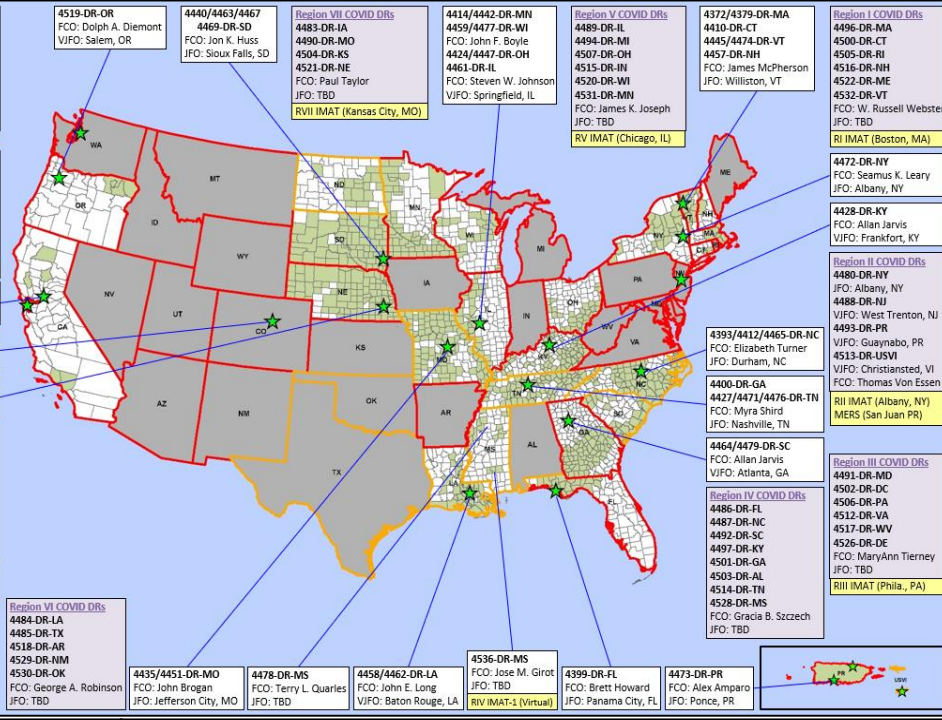 4519-DR-OR
FCO: Dolph A. Diemont
VJFO: Salem, OR
4440/4463/4467
4469-DR-SD
FCO: Jon K. Huss
JFO: Sioux Falls, SD
Region VII COVID DRs
4483-DR-IA
4490-DR-MO
4504-DR-KS
4521-DR-NE
FCO: Paul Taylor
JFO: TBD
RVII IMAT (Kansas City, MO)
4414/4442-DR-MN
4459/4477-DR-WI
FCO: John F. Boyle
4424/4447-DR-OH
4461-DR-IL
FCO: Steven W. Johnson
VJFO: Springfield, IL
Region V COVID DRs
4489-DR-IL
4494-DR-MI
4507-DR-OH
4515-DR-IN
4520-DR-WI
4531-DR-MN
FCO: James K. Joseph
JFO: TBD
RV IMAT (Chicago, IL)
4372/4379-DR-MA
4410-DR-CT
4445/4474-DR-VT
4457-DR-NH
FCO: James McPherson
JFO: Williston, VT
Region I COVID DRs
4496-DR-MA
4500-DR-CT
4505-DR-RI
4516-DR-NH
4522-DR-ME
4532-DR-VT
FCO: W. Russell Webster
JFO: TBD
RI IMAT (Boston, MA)
4472-DR-NY
FCO: Seamus K. Leary
JFO: Albany, NY
4428-DR-KY
FCO: Allan Jarvis
VJFO: Frankfort, KY
Region II COVID DRs
4480-DR-NY
JFO: Albany, NY
4488-DR-NJ
VJFO: West Trenton, NJ
4493-DR-PR
VJFO: Guaynabo, PR
4513-DR-USVI
VJFO: Christiansted, VI
FCO: Thomas Von Essen
RII IMAT (Albany, NY)
MERS (San Juan PR)
4393/4412/4465-DR-NC
FCO: Elizabeth Turner
JFO: Durham, NC
4400-DR-GA
4427/4471/4476-DR-TN
FCO: Myra Shird
JFO: Nashville, TN
4464/4479-DR-SC
FCO: Allan Jarvis
VJFO: Atlanta, GA
Region IV COVID DRs
4486-DR-FL
4487-DR-NC
4492-DR-SC
4497-DR-KY
4501-DR-GA
4503-DR-AL
4514-DR-TN
4528-DR-MS
FCO: Gracia B. Szczech
JFO: TBD
Region III COVID DRs
4491-DR-MD
4502-DR-DC
4506-DR-PA
4512-DR-VA
4517-DR-WV
4526-DR-DE
FCO: MaryAnn Tierney
JFO: TBD
RIII IMAT (Phila., PA)
WA
OR
CA
NV
ID
MT
WY
UT
AZ
CO
NM
ND
SD
NE
KS
OK
TX
MN
IA
MO
AR
LA
WI
IL
MI
IN
OH
KY
TN
MS
AL
GA
FL
SC
NC
VA
WV
PA
NY
NH
MA
CT
ME
Region VI COVID DRs
4484-DR-LA
4485-DR-TX
4518-DR-AR
4529-DR-NM
4530-DR-OK
FCO: George A. Robinson
JFO: TBD
4435/4451-DR-MO
FCO: John Brogan
JFO: Jefferson City, MO
4478-DR-MS
FCO: Terry L. Quarles
JFO: TBD
4458/4462-DR-LA
FCO: John E. Long
VJFO: Baton Rouge, LA
4536-DR-MS
FCO: Jose M. Girot
JFO: TBD
RIV IMAT-1 (Virtual)
4399-DR-FL
FCO: Brett Howard
JFO: Panama City, FL
4473-DR-PR
FCO: Alex Amparo
JFO: Ponce, PR
PR
USVI